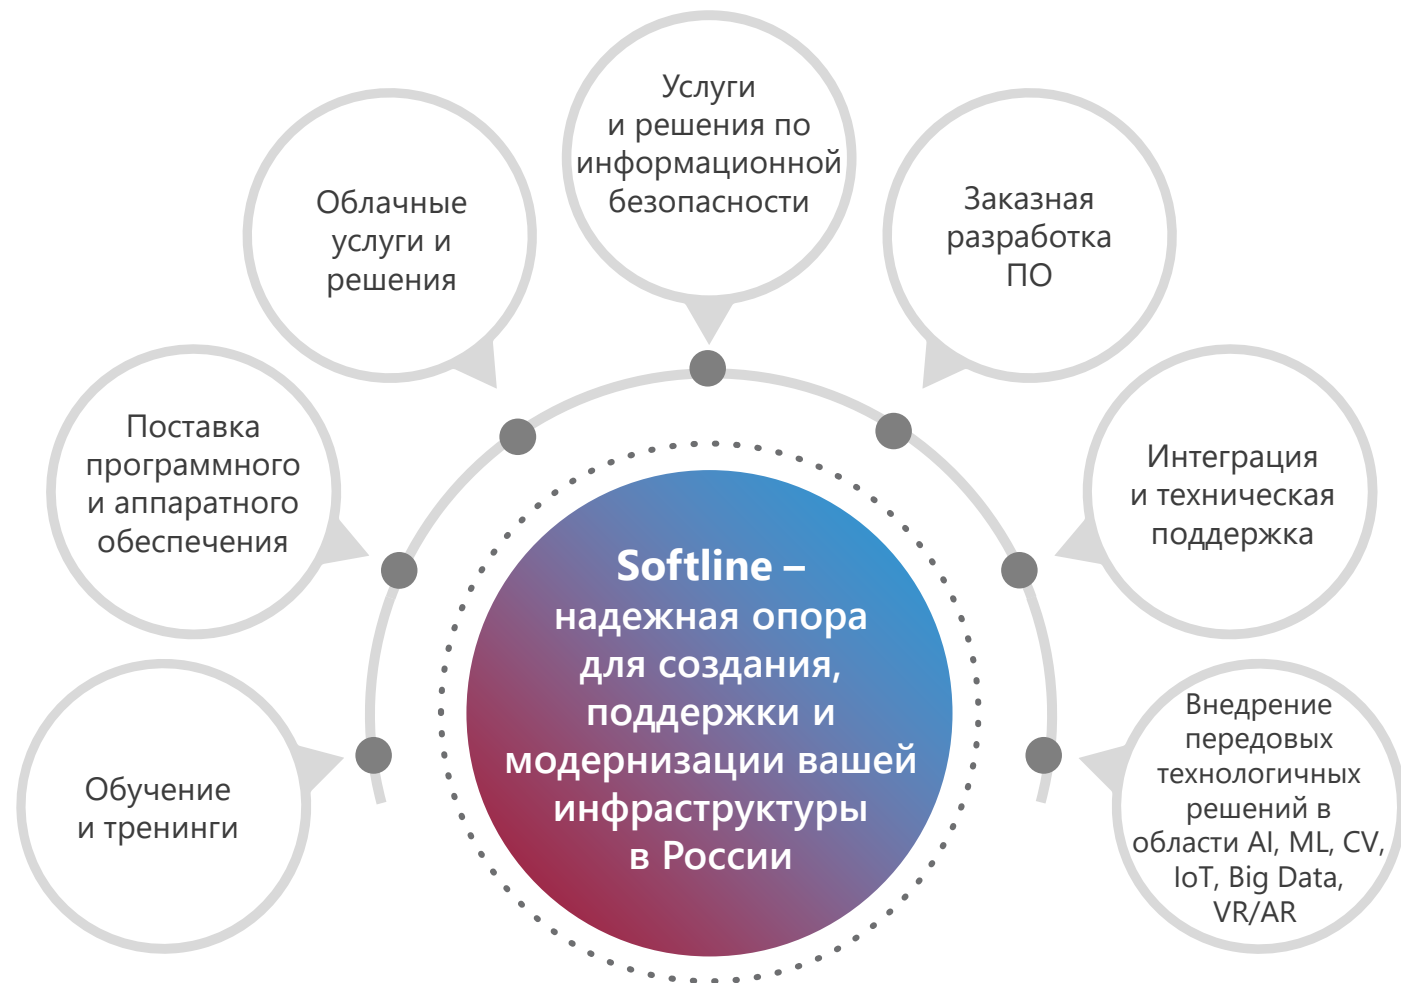 Услуги
и решения по
информационной
безопасности
Облачные
услуги и
решения
Заказная
разработка
ПО
Поставка
программного
и аппаратного
обеспечения
Интеграция
и техническая
поддержка
Обучение
и тренинги
Внедрение
передовых
технологичных
решений в
области AI, ML, CV,
IoT, Big Data,
VR/AR
Softline –
надежная опора
для создания,
поддержки и
модернизации вашей
инфраструктуры
в России